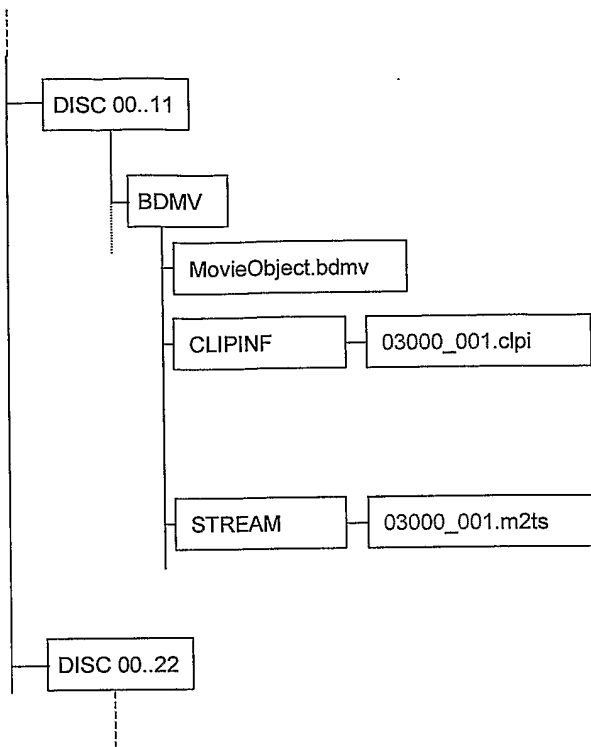 DISC 00..11
BDMV
MovieObject.bdmv
CLIPINF
03000_001.clpi
STREAM
03000_001.m2ts
DISC 00..22